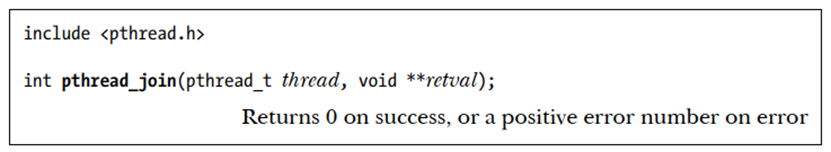 include <pthread.h>
int pthread_join(pthread_t thread, void **retval);
Returns 0 on success, or a positive error number on error